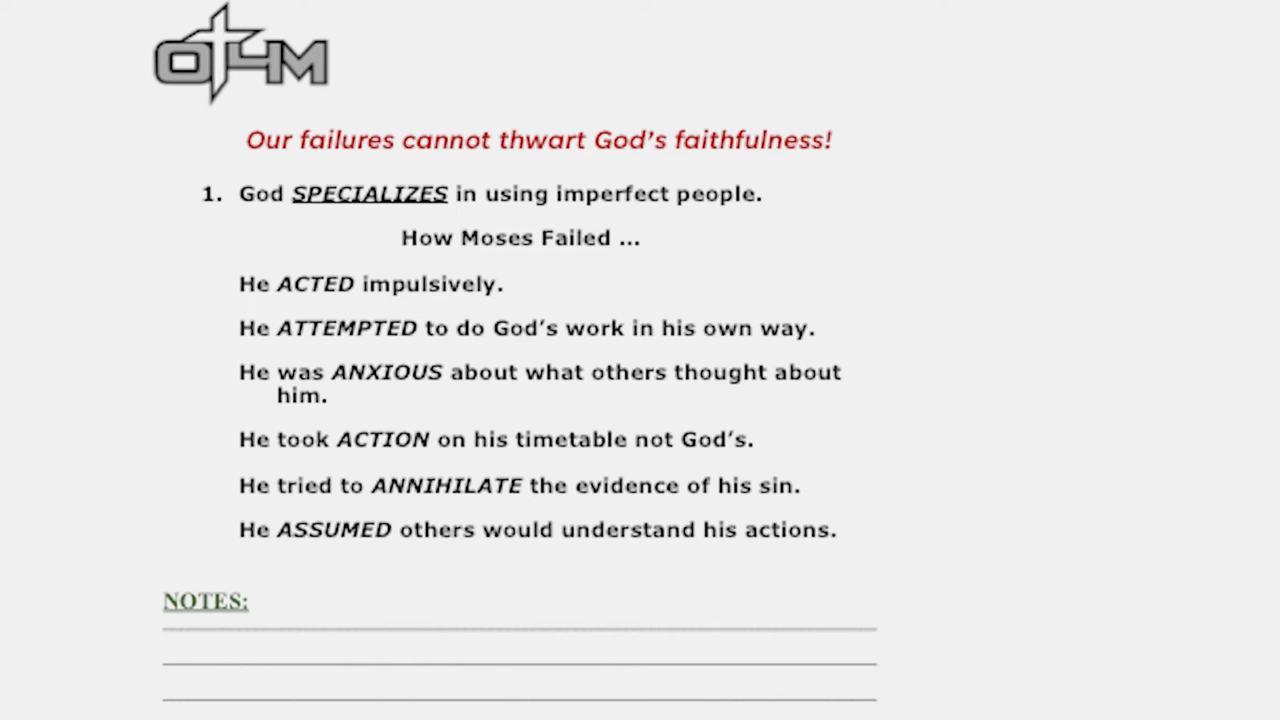 OT4M
Our failures cannot thwart God's faithfulness!
1. God SPECIALIZES in using imperfect people.
How Moses Failed ...
He ACTED impulsively.
He ATTEMPTED to do God's work in his own way.
He was ANXIOUS about what others thought about
him.
He took ACTION on his timetable not God's.
He tried to ANNIHILATE the evidence of his sin.
He ASSUMED others would understand his actions.
NOTES: